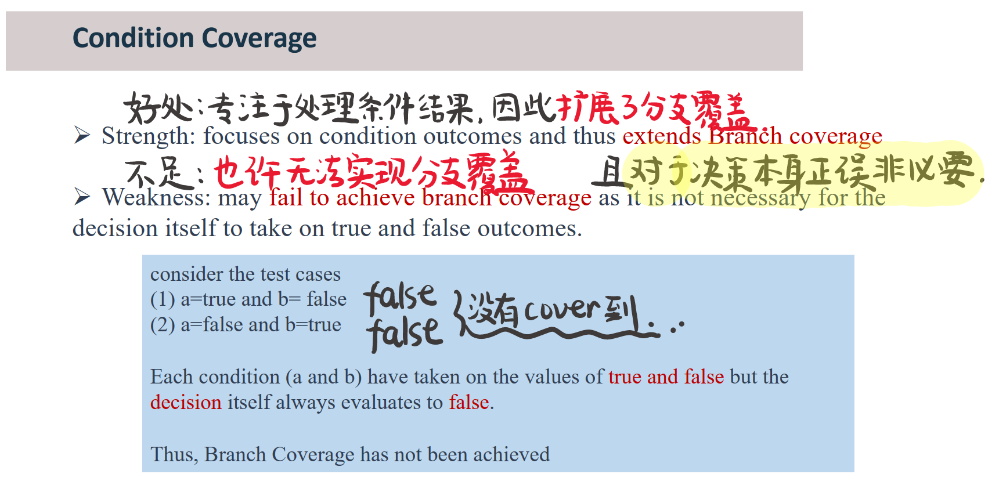 Condition Coverage
好处:专注于处理条件结果,因此扩展了分支覆盖.
➢ Strength: focuses on condition outcomes and thus extends Branch coverage
不足:也许无法实现分支覆盖 且对于决策本身正误非必要.
➢ Weakness: may fail to achieve branch coverage as it is not necessary for the
decision itself to take on true and false outcomes.
consider the test cases
(1) a=true and b= false false
(2) a=false and b=true false
}没有cover到...
Each condition (a and b) have taken on the values of true and false but the
decision itself always evaluates to false.
Thus, Branch Coverage has not been achieved